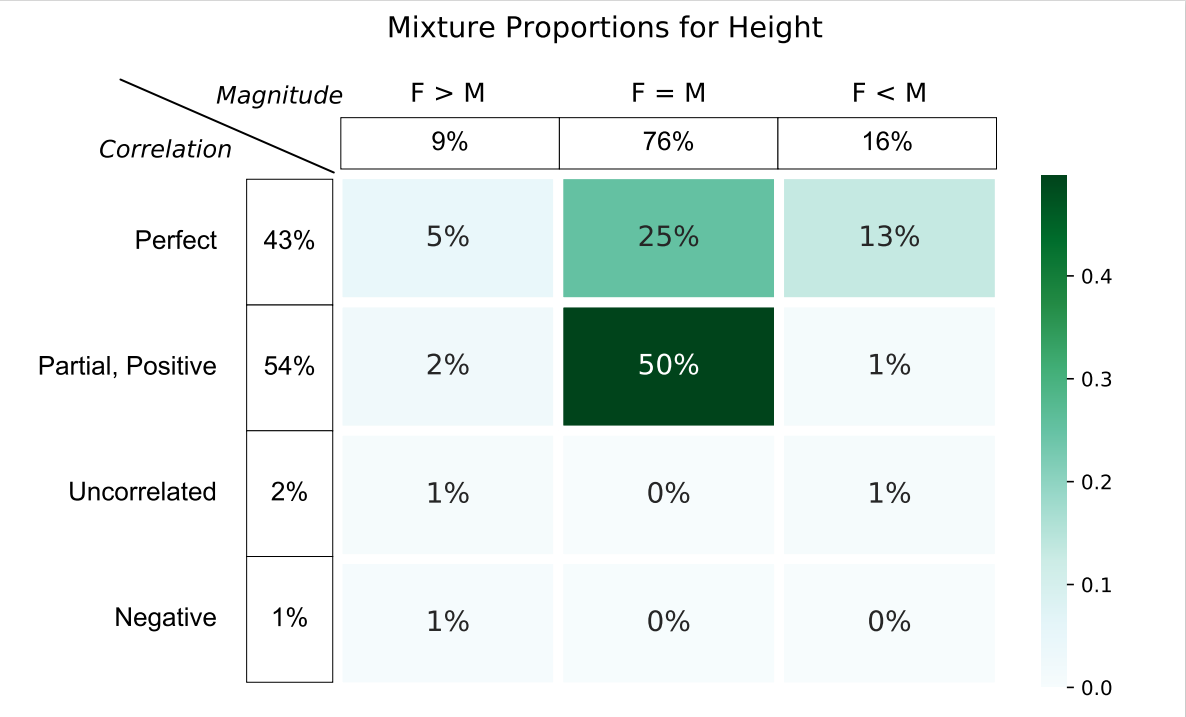 Mixture Proportions for Height
Magnitude F > M F = M F < M
Correlation 9% 76% 16%
Perfect 43% 5% 25% 13%
Partial, Positive 54% 2% 50% 1%
Uncorrelated 2% 1% 0% 1%
Negative 1% 1% 0% 0%
0.4
0.3
0.2
0.1
0.0